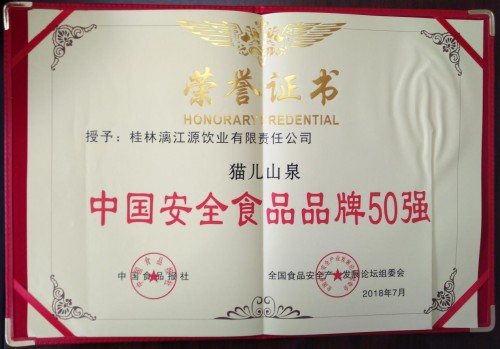 荣誉证书
HONORARY CREDENTIAL
授予：桂林漓江源饮业有限责任公司
猫儿山泉
中国安全食品品牌50强
中国食品报社
全国食品安全产业发展论坛组委会
2018年7月